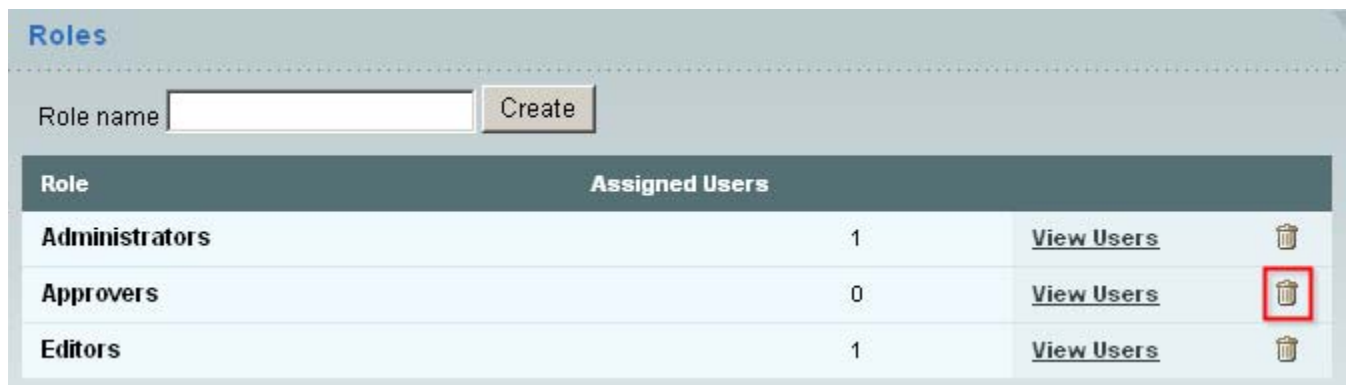 Roles
Role name Create
Role Assigned Users
Administrators 1 View Users
Approvers 0 View Users
Editors 1 View Users